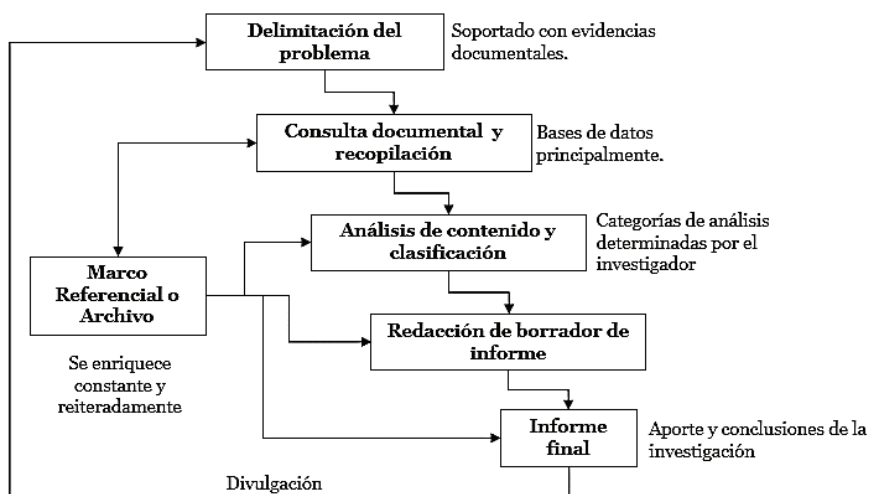 Delimitación del
problema
Soportado con evidencias
documentales.
Consulta documental y
recopilación
Bases de datos
principalmente.
Análisis de contenido y
clasificación
Categorías de análisis
determinadas por el
investigador
Marco
Referencial o
Archivo
Se enriquece
constante y
reiteradamente
Redacción de borrador de
informe
Informe
final
Aporte y conclusiones de la
investigación
Divulgación